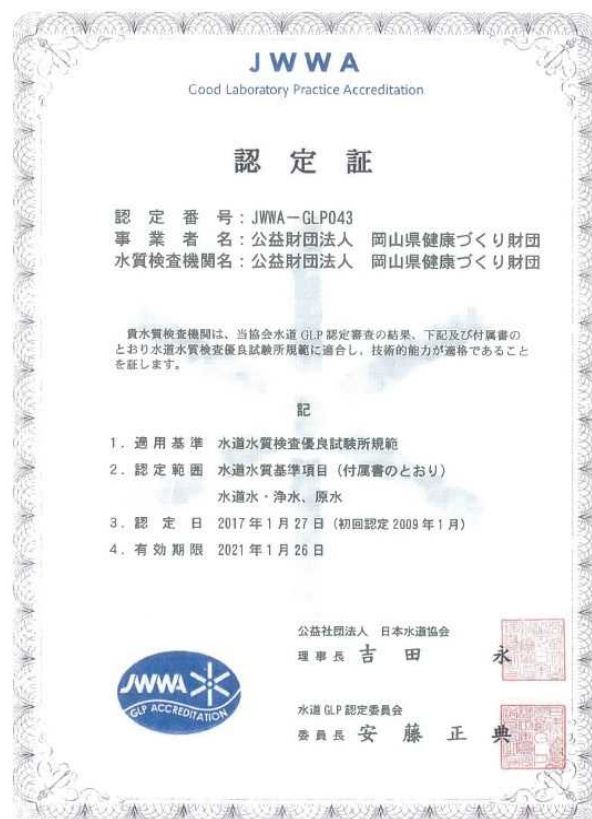 JWWA
Good Laboratory Practice Accreditation
認定証
認定番号：JWWA－GLP043
事業者名：公益財団法人　岡山県健康づくり財団
水質検査機関名：公益財団法人　岡山県健康づくり財団
貴水質検査機関は、当協会水道 GLP 認定審査の結果、下記及び付属書の
とおり水道水質検査優良試験所規範に適合し、技術的能力が適格であること
を証します。
記
1．適用基準　水道水質検査優良試験所規範
2．認定範囲　水道水質基準項目（付属書のとおり）
水道水・浄水、原水
3．認定日　2017年1月27日（初回認定2009年1月）
4．有効期限　2021年1月26日
公益社団法人　日本水道協会
理事長　吉田　永
JWWA
GLP ACCREDITATION
水道 GLP 認定委員会
委員長　安藤正典